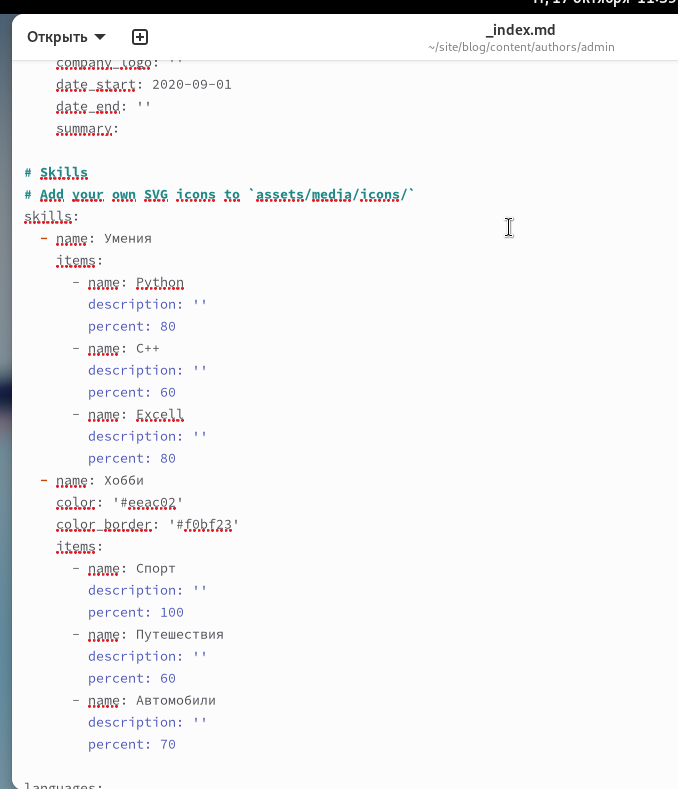 Открыть
_index.md
~/site/blog/content/authors/admin
company_logo: ''
date_start: 2020-09-01
date_end: ''
summary:
# Skills
# Add your own SVG icons to `assets/media/icons/`
skills:
- name: Умения
items:
- name: Python
description: ''
percent: 80
- name: C++
description: ''
percent: 60
- name: Excell
description: ''
percent: 80
- name: Хобби
color: '#eeac02'
color_border: '#f0bf23'
items:
- name: Спорт
description: ''
percent: 100
- name: Путешествия
description: ''
percent: 60
- name: Автомобили
description: ''
percent: 70
languages: